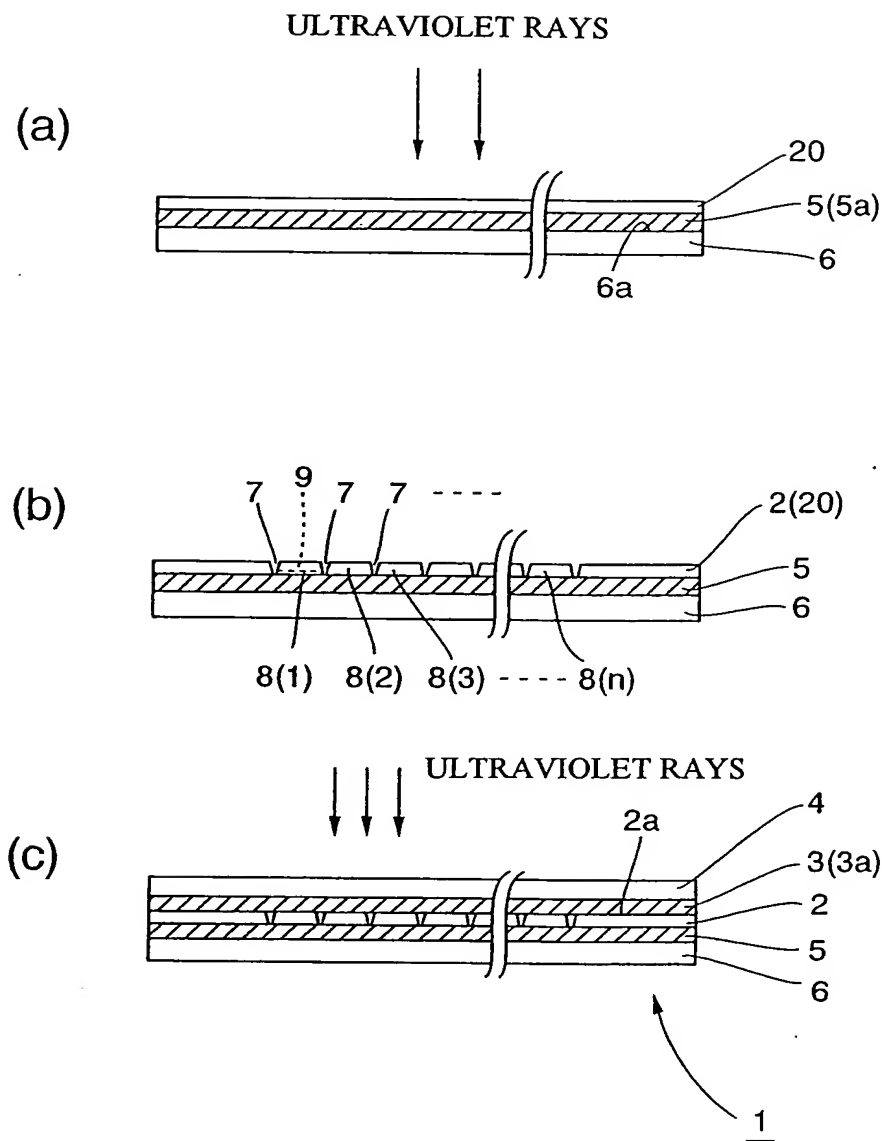 ULTRAVIOLET RAYS
(a)
20
5(5a)
6
6a
(b)
7 9 7 7 -----
2(20)
5
6
8(1) 8(2) 8(3) ---- 8(n)
ULTRAVIOLET RAYS
(c)
2a
4
3(3a)
2
5
6
1